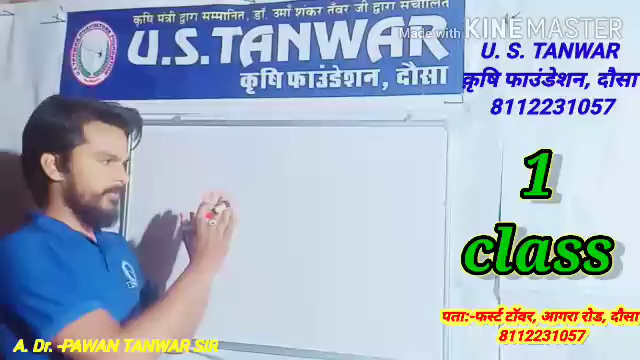 कृषि मंत्री द्वारा सम्मानित, डॉ. उमाँ शंकर तँवर जी द्वारा संचालित
U.S.TANWAR
कृषि फाउंडेशन, दौसा
Made with KINEMASTER
U. S. TANWAR
कृषि फाउंडेशन, दौसा
8112231057
1
class
पता:-फर्स्ट टॉवर, आगरा रोड, दौसा
8112231057
A. Dr. -PAWAN TANWAR SIR